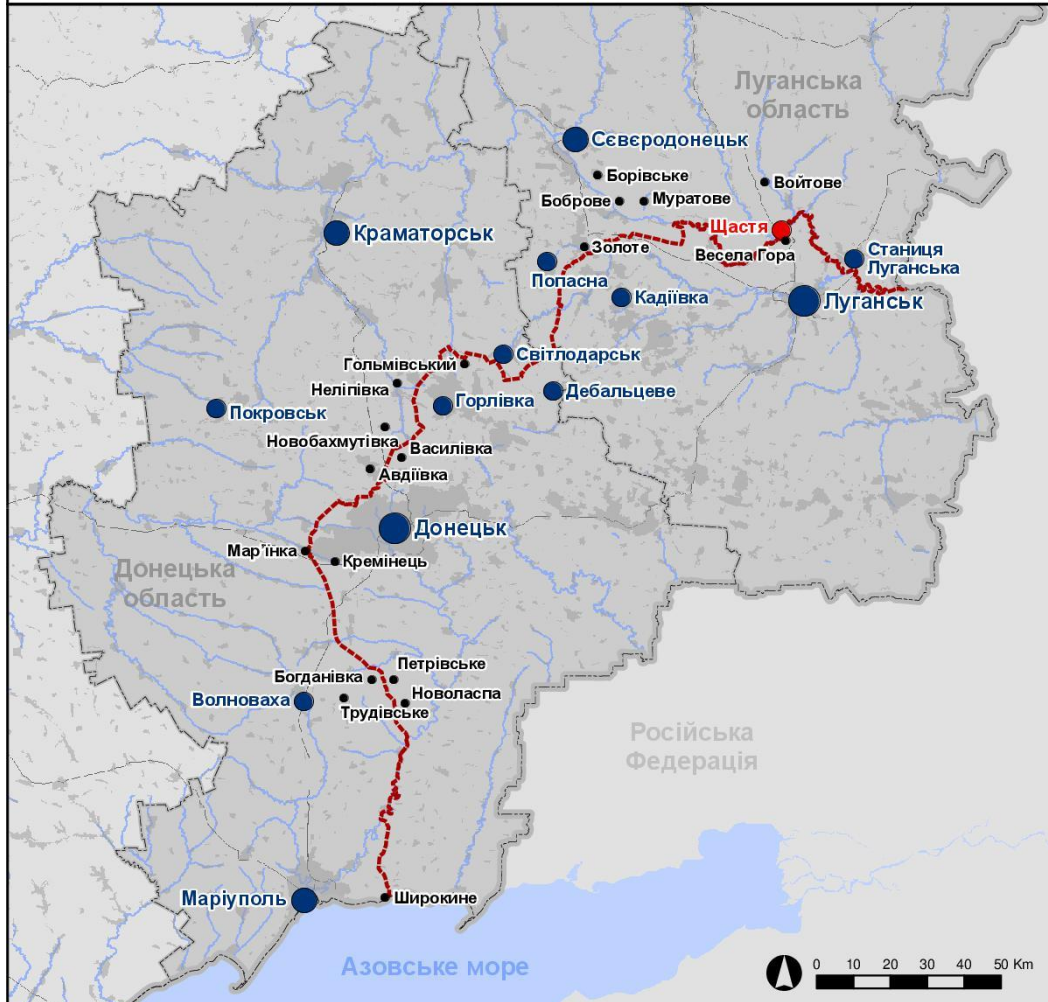 Луганська
область
Сєвєродонецьк
Борівське
Войтове
Боброве
Муратове
Щастя
Краматорськ
Золоте
Весела Гора
Станиця
Луганська
Попасна
Кадіївка
Луганськ
Світлодарськ
Гольмівський
Неліпівка
Дебальцеве
Горлівка
Покровськ
Новобахмутівка
Василівка
Авдіївка
Донецьк
Мар'їнка
Кремінець
Донецька
область
Петрівське
Богданівка
Новоласпа
Волноваха
Трудівське
Російська
Федерація
Маріуполь
Широкине
Азовське море
0 10 20 30 40 50 Km